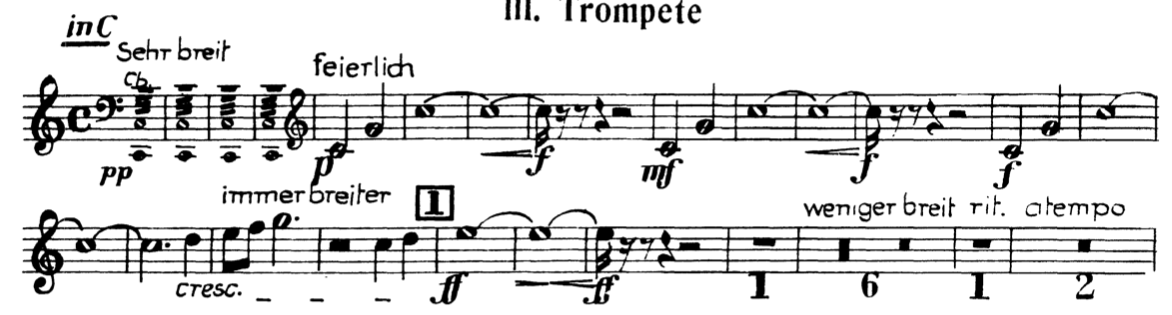 III. Trompete
in C
Sehr breit
Cb.
feierlich
pp
p
f
mf
f
f
immer breiter
1
weniger breit rit. a tempo
cresc.
ff
ff
1 6 1 2